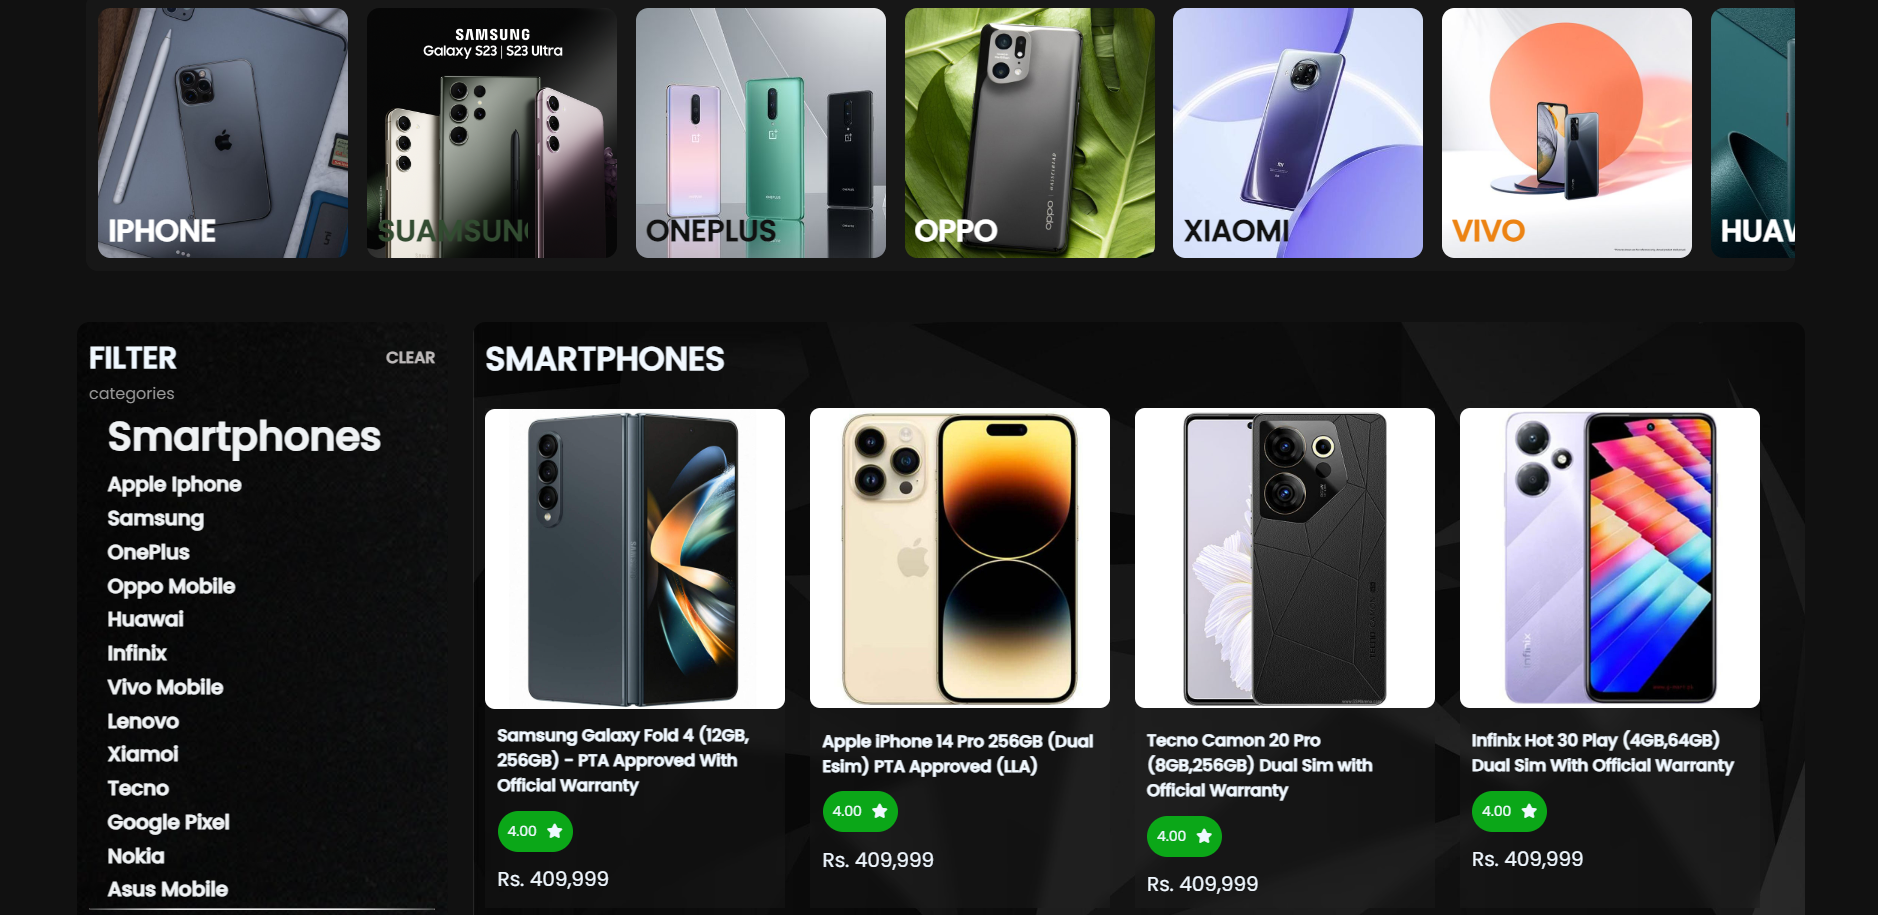 SAMSUNG
Galaxy S23 | S23 Ultra
IPHONE
SUAMSUNG
ONEPLUS
OPPO
XIAOMI
VIVO
HUAW
FILTER
CLEAR
categories
Smartphones
Apple Iphone
Samsung
OnePlus
Oppo Mobile
Huawai
Infinix
Vivo Mobile
Lenovo
Xiamoi
Tecno
Google Pixel
Nokia
Asus Mobile
SMARTPHONES
Samsung Galaxy Fold 4 (12GB,
256GB) - PTA Approved With
Official Warranty
4.00
Rs. 409,999
Apple iPhone 14 Pro 256GB (Dual
Esim) PTA Approved (LLA)
4.00
Rs. 409,999
Tecno Camon 20 Pro
(8GB,256GB) Dual Sim with
Official Warranty
4.00
Rs. 409,999
infinix
Infinix Hot 30 Play (4GB,64GB)
Dual Sim With Official Warranty
4.00
Rs. 409,999